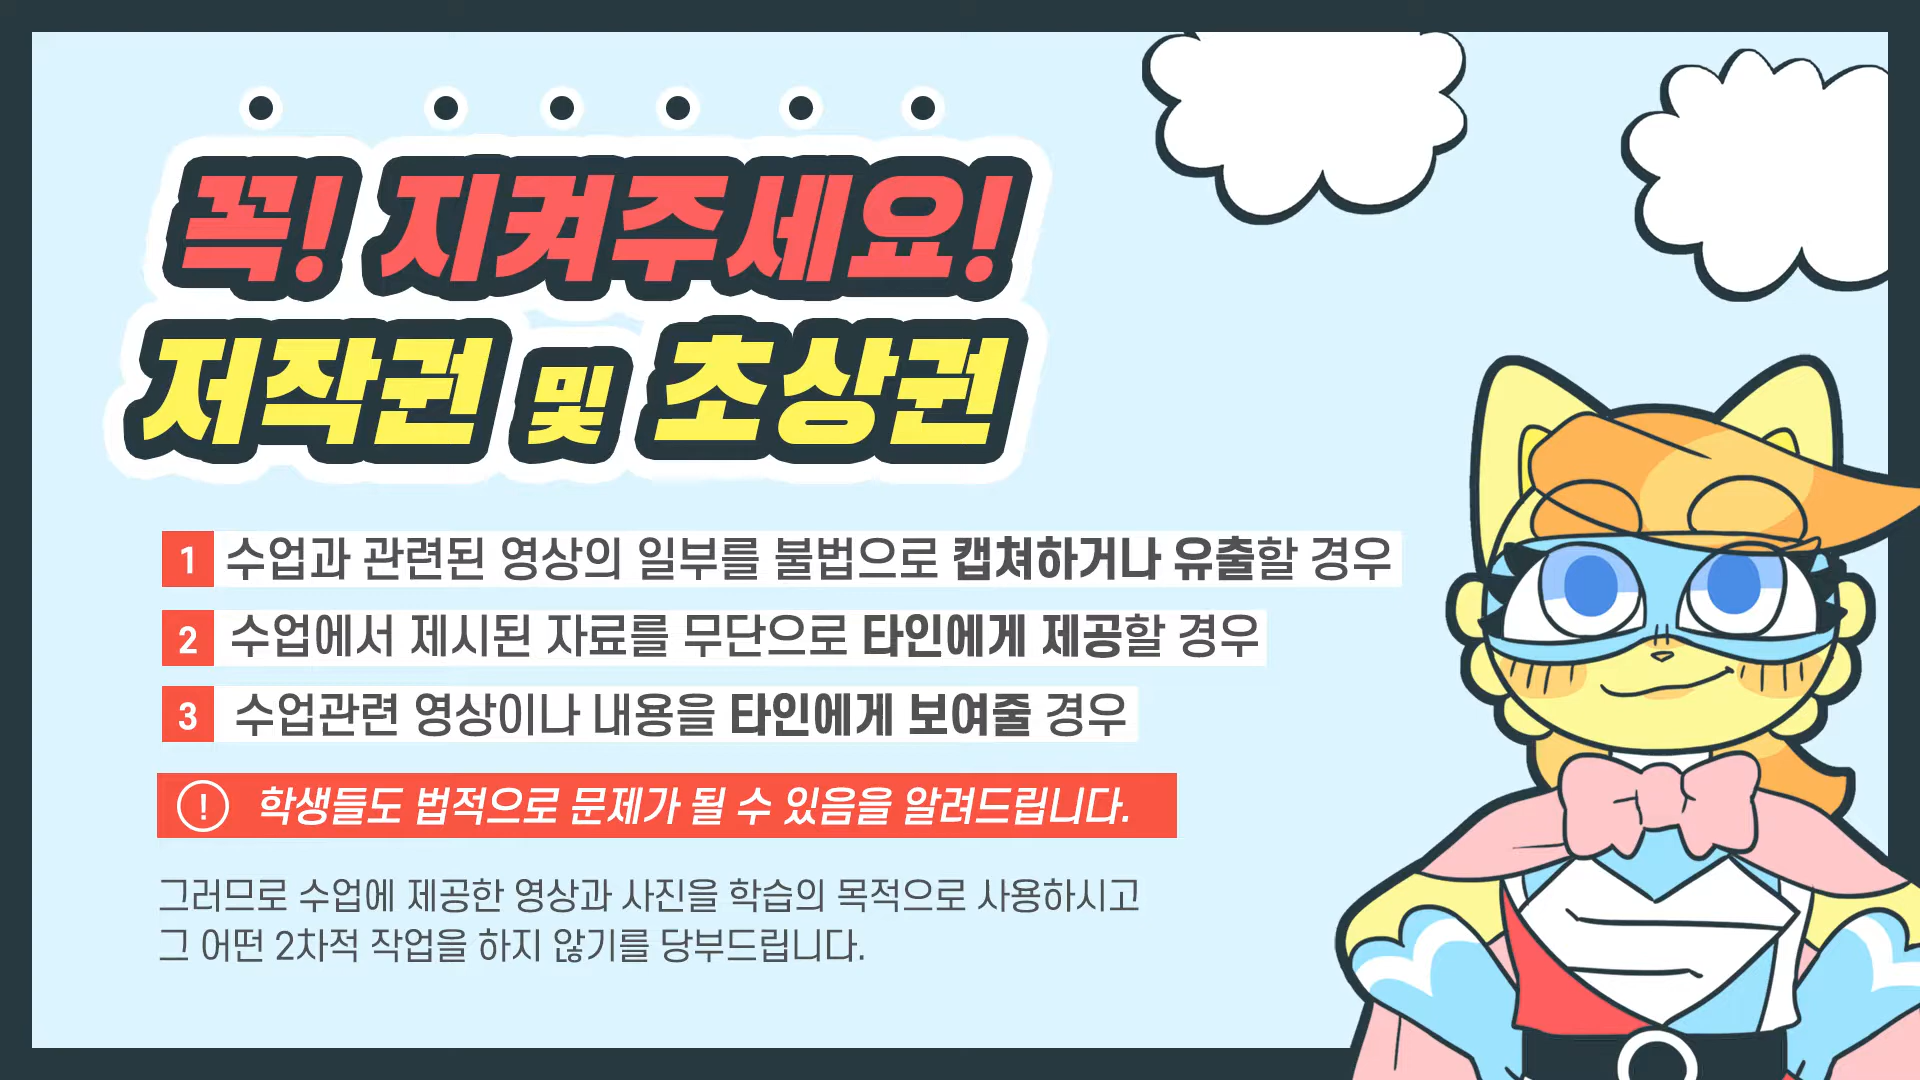 꼭! 지켜주세요!
저작권 및 초상권
1 수업과 관련된 영상의 일부를 불법으로 캡쳐하거나 유출할 경우
2 수업에서 제시된 자료를 무단으로 타인에게 제공할 경우
3 수업관련 영상이나 내용을 타인에게 보여줄 경우
! 학생들도 법적으로 문제가 될 수 있음을 알려드립니다.
그러므로 수업에 제공한 영상과 사진을 학습의 목적으로 사용하시고
그 어떤 2차적 작업을 하지 않기를 당부드립니다.